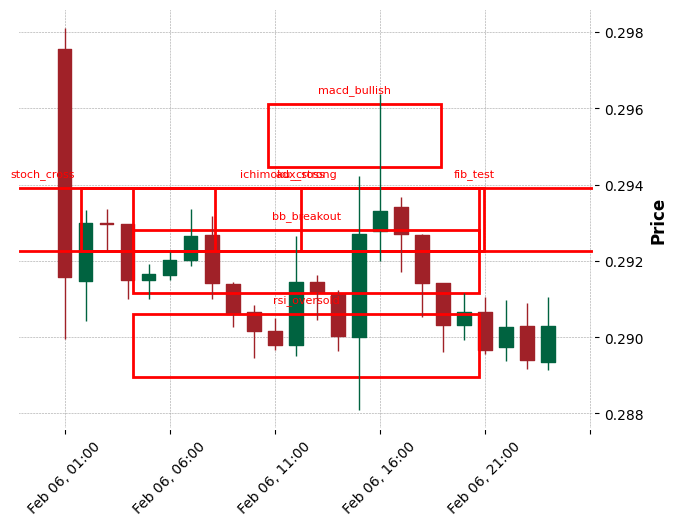 macd_bullish
stoch_cross
fib_test
bb_breakout
rsi_oversold
0.298
0.296
0.294
0.292
0.290
0.288
Price
Feb 06, 01:00
Feb 06, 06:00
Feb 06, 11:00
Feb 06, 16:00
Feb 06, 21:00